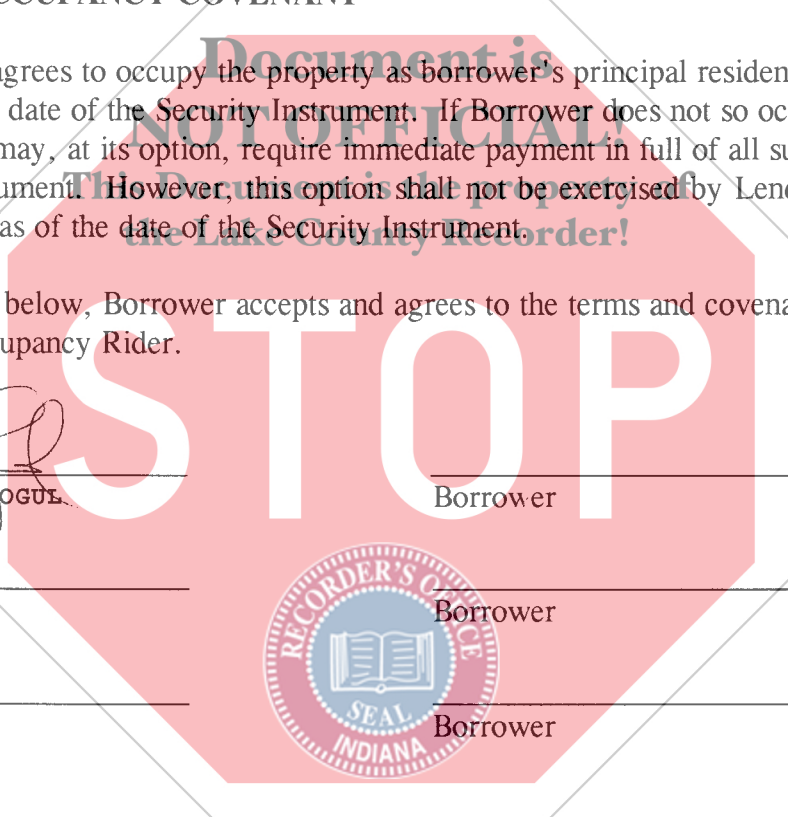 OCCUPANCY COVENANT
Document is
agrees to occupy the property as borrower's principal residen
NOT OFFICIAL!
date of the Security Instrument. If Borrower does not so oc
may, at its option, require immediate payment in full of all su
This Document is the property of
ument. However, this option shall not be exercised by Lend
the Lake County Recorder!
as of the date of the Security Instrument.
below, Borrower accepts and agrees to the terms and covena
upancy Rider.
STOP
OGUL
Borrower
RECORDER'S OFFICE
Borrower
SEAL
INDIANA
Borrower